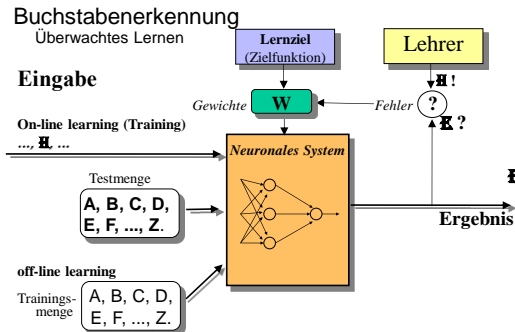 Buchstabenerkennung
Überwachtes Lernen
Lernziel
(Zielfunktion)
Lehrer
Eingabe
Gewichte
W
Fehler
?
!
?
On-line learning (Training)
Neuronales System
Testmenge
A, B, C, D,
E, F, ..., Z.
Ergebnis
off-line learning
Trainings-
menge
A, B, C, D,
E, F, ..., Z.